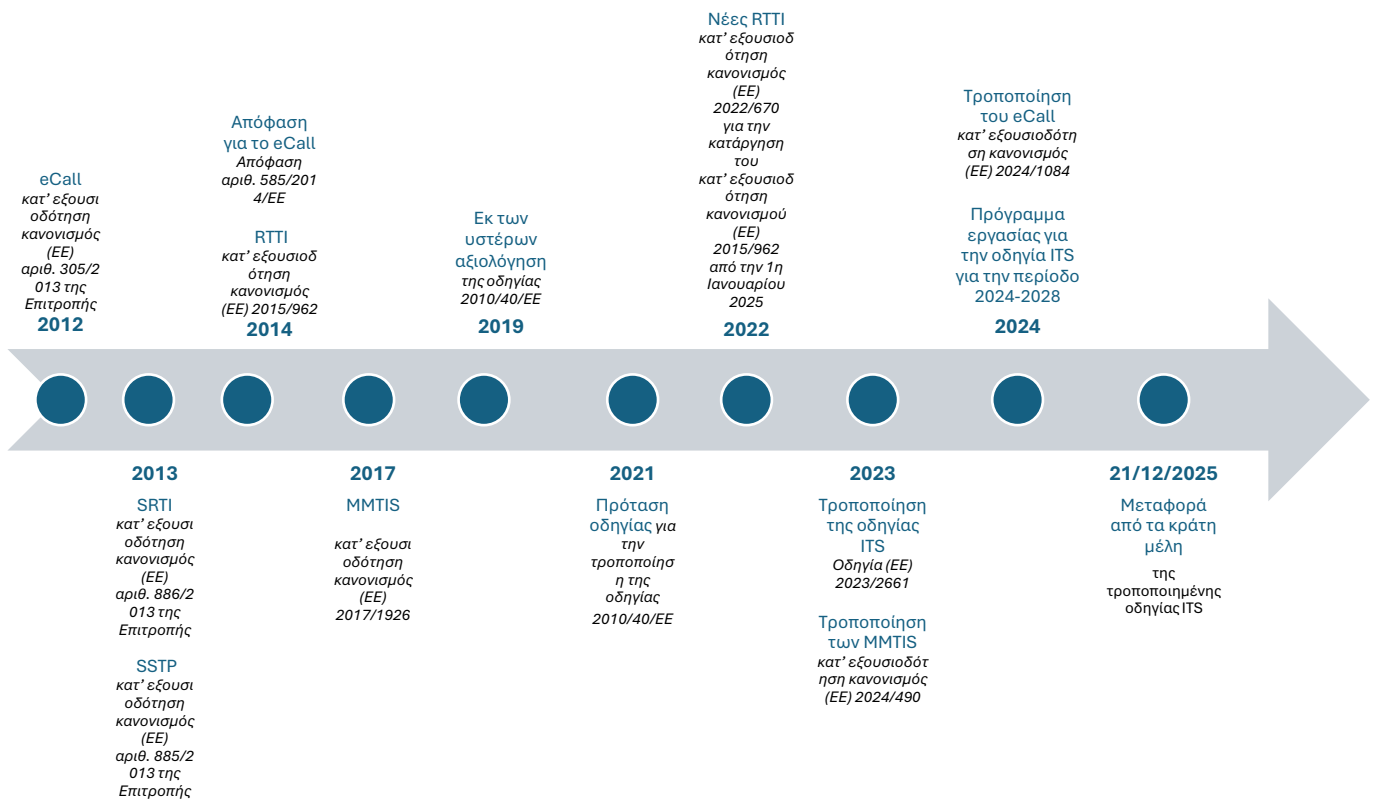 eCall
κατ’ εξουσι
οδότηση
κανονισμός
(ΕΕ)
αριθ. 305/2
013 της
Επιτροπής
2012
Απόφαση
για το eCall
Απόφαση
αριθ. 585/201
4/ΕΕ
RTTI
κατ’ εξουσιοδ
ότηση
κανονισμός
(ΕΕ) 2015/962
2014
Εκ των
υστέρων
αξιολόγηση
της οδηγίας
2010/40/ΕΕ
2019
Νέες RTTI
κατ’ εξουσιοδ
ότηση
κανονισμός
(ΕΕ)
2022/670
για την
κατάργηση
του
κατ’ εξουσιοδ
ότηση
κανονισμού
(ΕΕ)
2015/962
από την 1η
Ιανουαρίου
2025
2022
Τροποποίηση
του eCall
κατ’ εξουσιοδότη
ση κανονισμός
(ΕΕ) 2024/1084
Πρόγραμμα
εργασίας για
την οδηγία ITS
για την περίοδο
2024-2028
2024
2013
SRTI
κατ’ εξουσι
οδότηση
κανονισμός
(ΕΕ)
αριθ. 886/2
013 της
Επιτροπής
SSTP
κατ’ εξουσι
οδότηση
κανονισμός
(ΕΕ)
αριθ. 885/2
013 της
Επιτροπής
2017
MMTIS
κατ’ εξουσι
οδότηση
κανονισμός
(ΕΕ)
2017/1926
2021
Πρόταση
οδηγίας για
την
τροποποίησ
η της
οδηγίας
2010/40/ΕΕ
2023
Τροποποίηση
της οδηγίας
ITS
Οδηγία (ΕΕ)
2023/2661
Τροποποίηση
των MMTIS
κατ’ εξουσιοδότ
ηση κανονισμός
(ΕΕ) 2024/490
21/12/2025
Μεταφορά
από τα κράτη
μέλη
της
τροποποιημένης
οδηγίας ITS